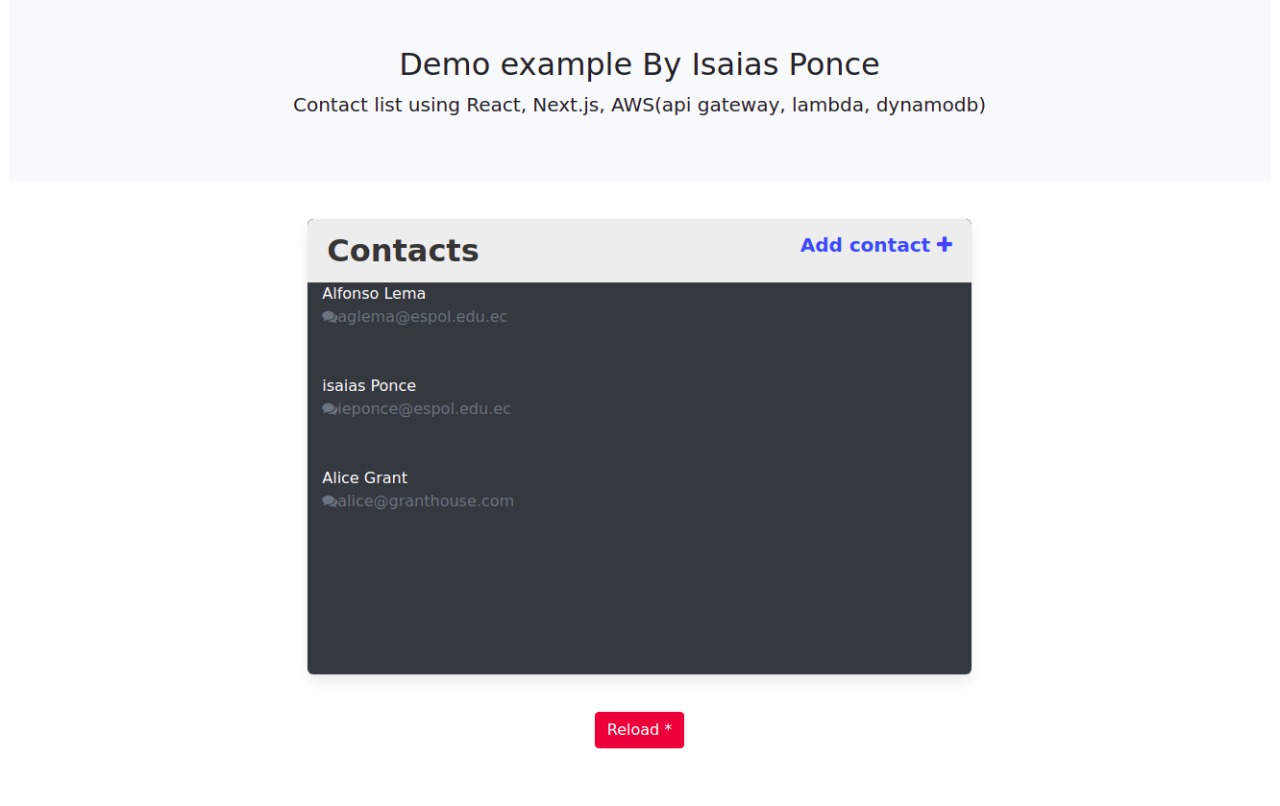 Demo example By Isaias Ponce
Contact list using React, Next.js, AWS(api gateway, lambda, dynamodb)
Contacts
Add contact
Alfonso Lema
aglema@espol.edu.ec
isaias Ponce
ieponce@espol.edu.ec
Alice Grant
alice@granthouse.com
Reload *